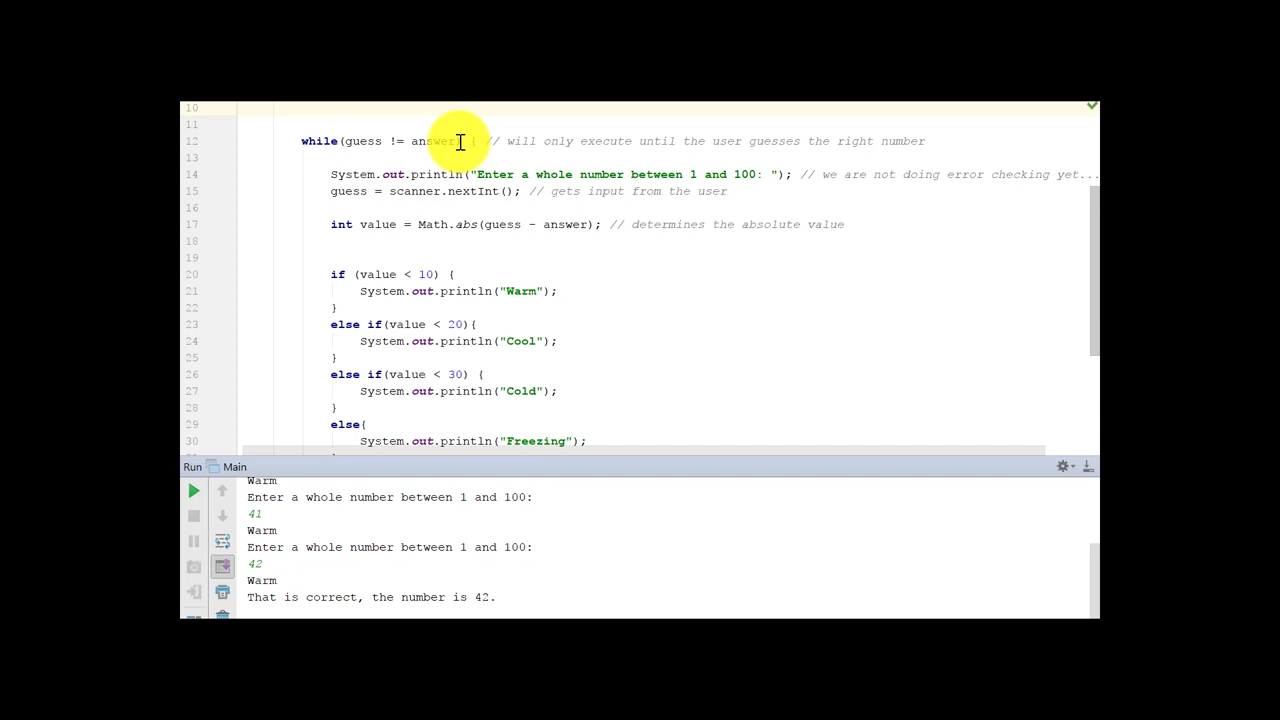 10
11
12 while(guess != answer) { // will only execute until the user guesses the right number
13
14 System.out.println("Enter a whole number between 1 and 100: "); // we are not doing error checking yet...
15 guess = scanner.nextInt(); // gets input from the user
16
17 int value = Math.abs(guess - answer); // determines the absolute value
18
19
20 if (value < 10) {
21 System.out.println("Warm");
22 }
23 else if(value < 20){
24 System.out.println("Cool");
25 }
26 else if(value < 30) {
27 System.out.println("Cold");
28 }
29 else{
30 System.out.println("Freezing");
Run Main
Warm
Enter a whole number between 1 and 100:
41
Warm
Enter a whole number between 1 and 100:
42
Warm
That is correct, the number is 42.